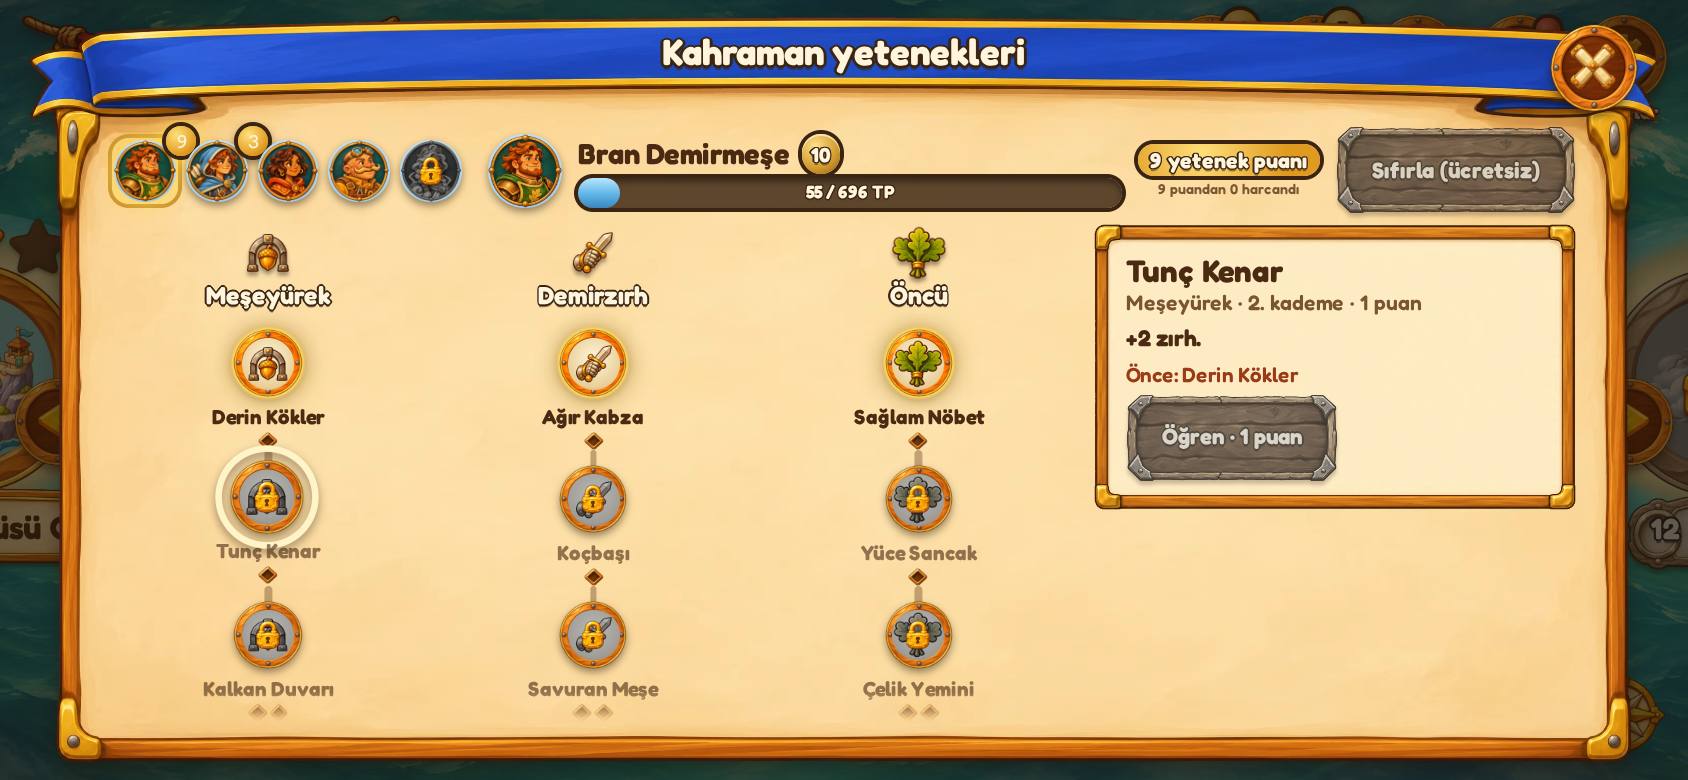 Kahraman yetenekleri
9
3
Bran Demirmeşe 10
55 / 696 TP
9 yetenek puanı
9 puandan 0 harcandı
Sıfırla (ücretsiz)
Meşeyürek
Demirzırh
Öncü
Derin Kökler
Ağır Kabza
Sağlam Nöbet
Tunç Kenar
Koçbaşı
Yüce Sancak
Kalkan Duvarı
Savuran Meşe
Çelik Yemini
Tunç Kenar
Meşeyürek · 2. kademe · 1 puan
+2 zırh.
Önce: Derin Kökler
Öğren · 1 puan
12